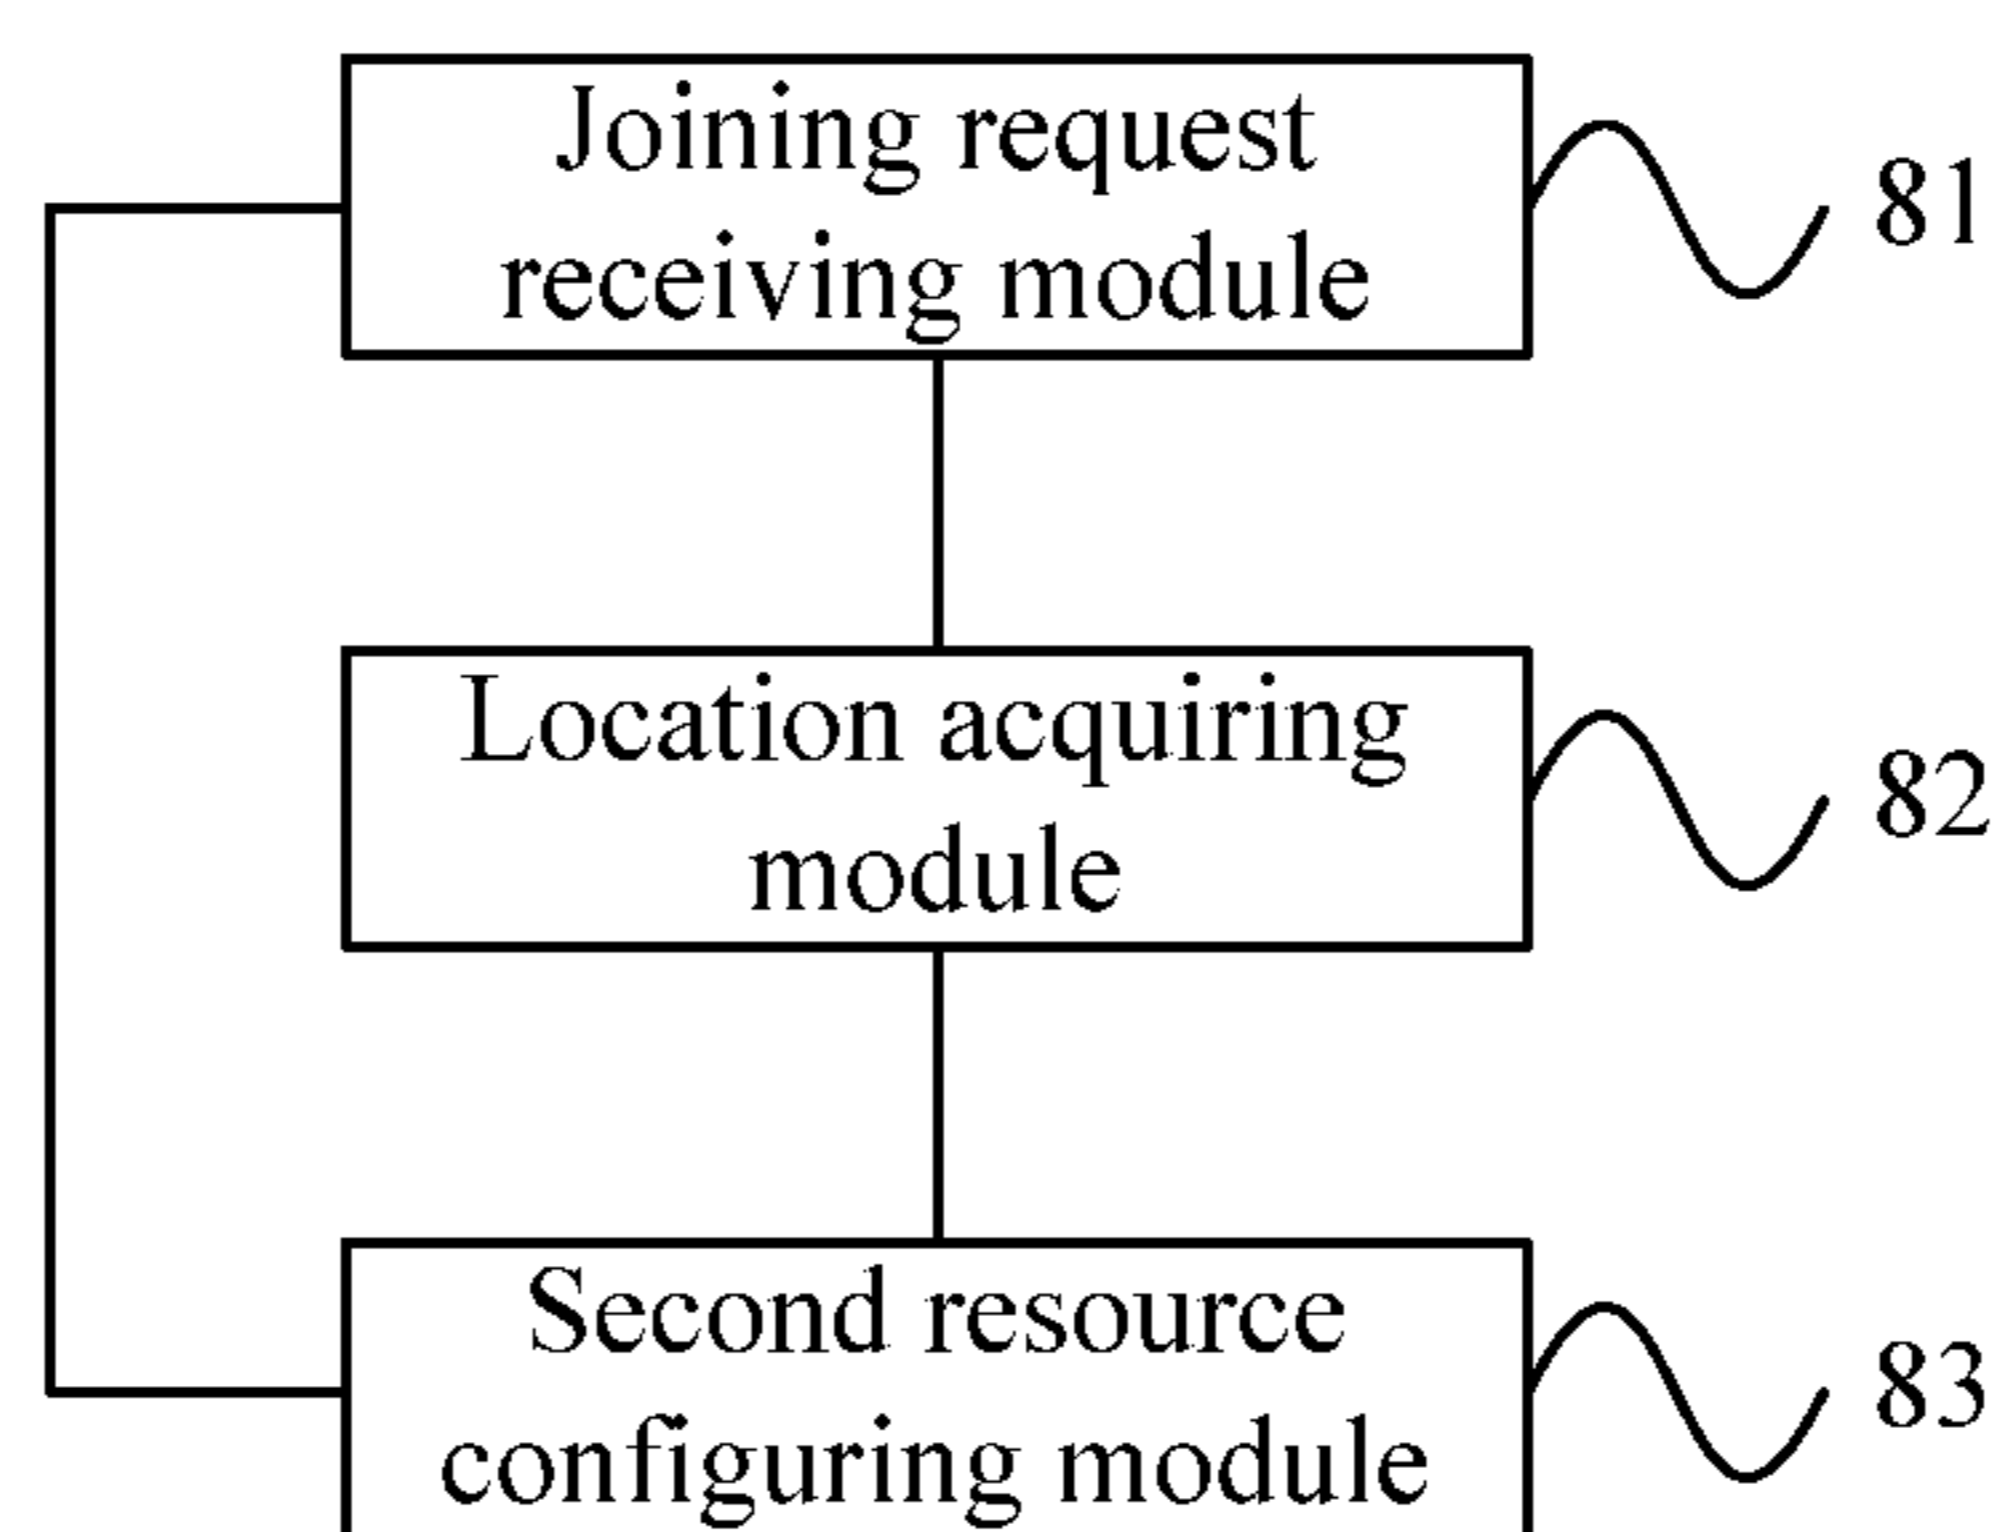 Joining request
receiving module
81
Location acquiring
module
82
Second resource
configuring module
83